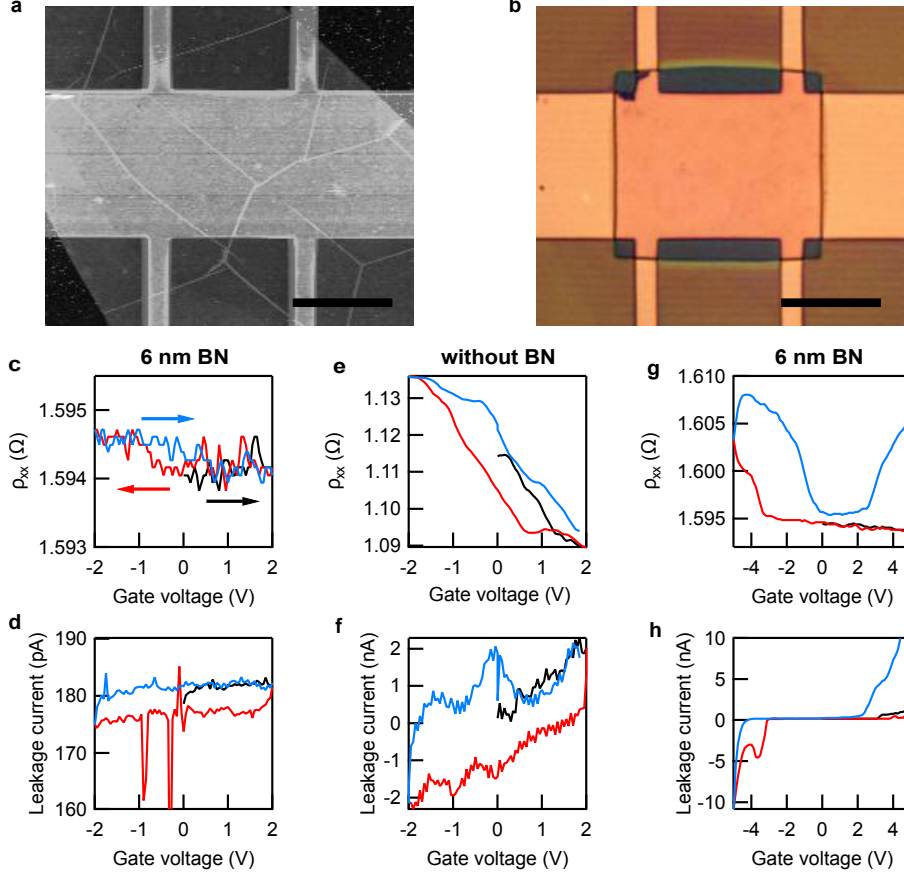 a
b
6 nm BN
without BN
6 nm BN
c
e
g
1.595
1.594
1.593
ρxx (Ω)
-2 -1 0 1 2
Gate voltage (V)
1.13
1.12
1.11
1.10
1.09
ρxx (Ω)
-2 -1 0 1 2
Gate voltage (V)
1.610
1.605
1.600
1.595
ρxx (Ω)
-4 -2 0 2 4
Gate voltage (V)
d
f
h
190
180
170
160
Leakage current (pA)
-2 -1 0 1 2
Gate voltage (V)
2
1
0
-1
-2
Leakage current (nA)
-2 -1 0 1 2
Gate voltage (V)
10
5
0
-5
-10
Leakage current (nA)
-4 -2 0 2 4
Gate voltage (V)